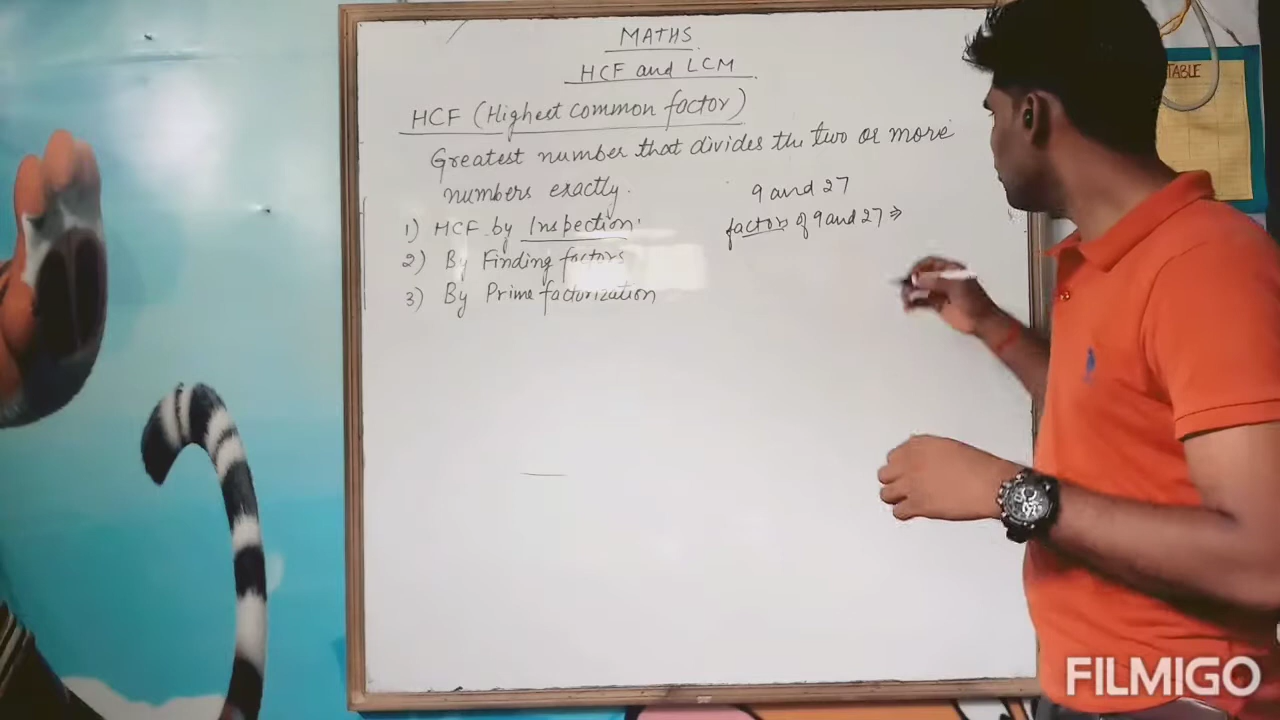 MATHS
HCF and LCM
HCF (Highest common factor)
Greatest number that divides the two or more
numbers exactly.
1) HCF by Inspection.
2) By Finding factors
3) By Prime factorization
9 and 27
factors of 9 and 27 ⇒
TABLE
FILMIGO